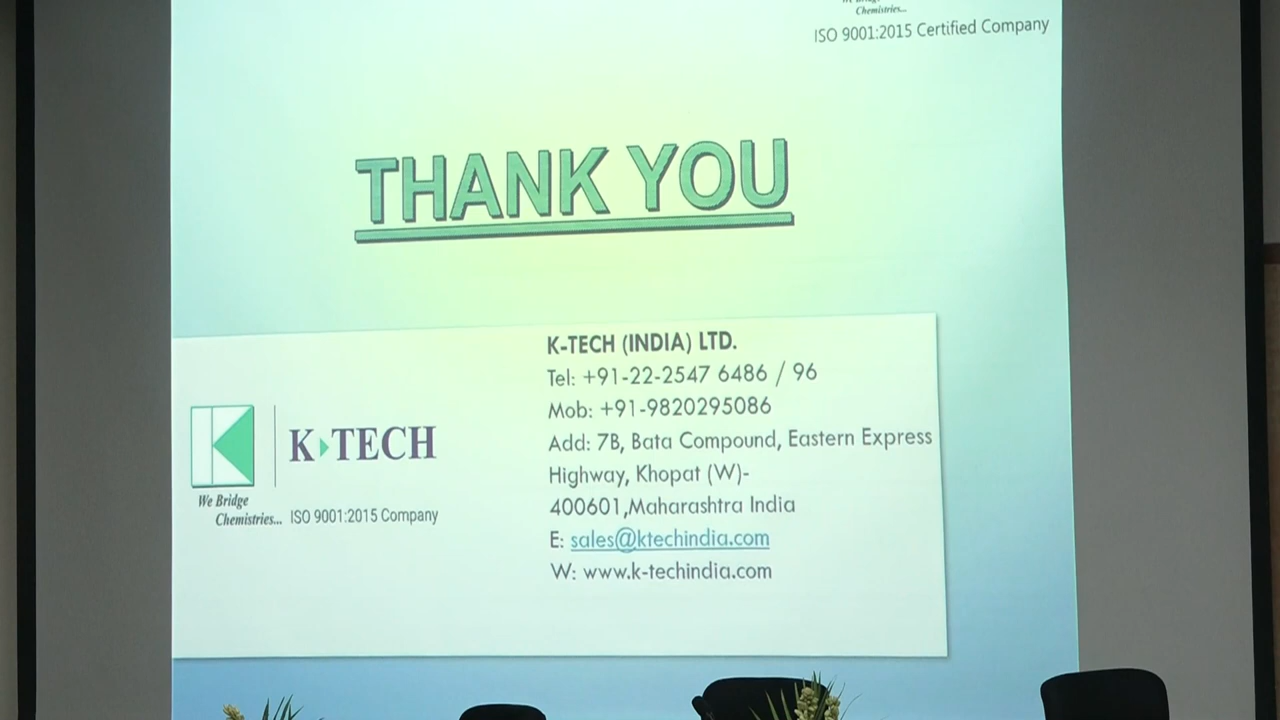 Chemistries...
ISO 9001:2015 Certified Company
THANK YOU
K-TECH (INDIA) LTD.
Tel: +91-22-2547 6486 / 96
Mob: +91-9820295086
Add: 7B, Bata Compound, Eastern Express
Highway, Khopat (W)-
400601,Maharashtra India
E: sales@ktechindia.com
W: www.k-techindia.com
K TECH
We Bridge
Chemistries...
ISO 9001:2015 Company